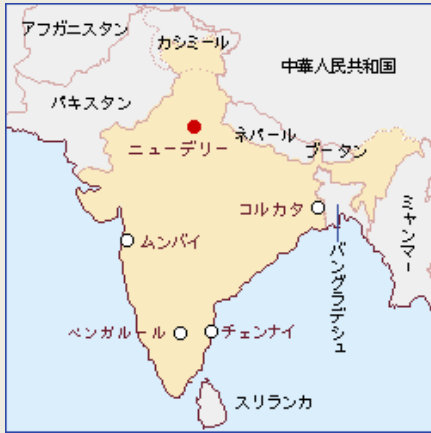 アフガニスタン
カシミール
中華人民共和国
パキスタン
ネパール
ブータン
ニューデリー
コルカタ
ミャンマー
ムンバイ
バングラデシュ
ベンガルール
チェンナイ
スリランカ